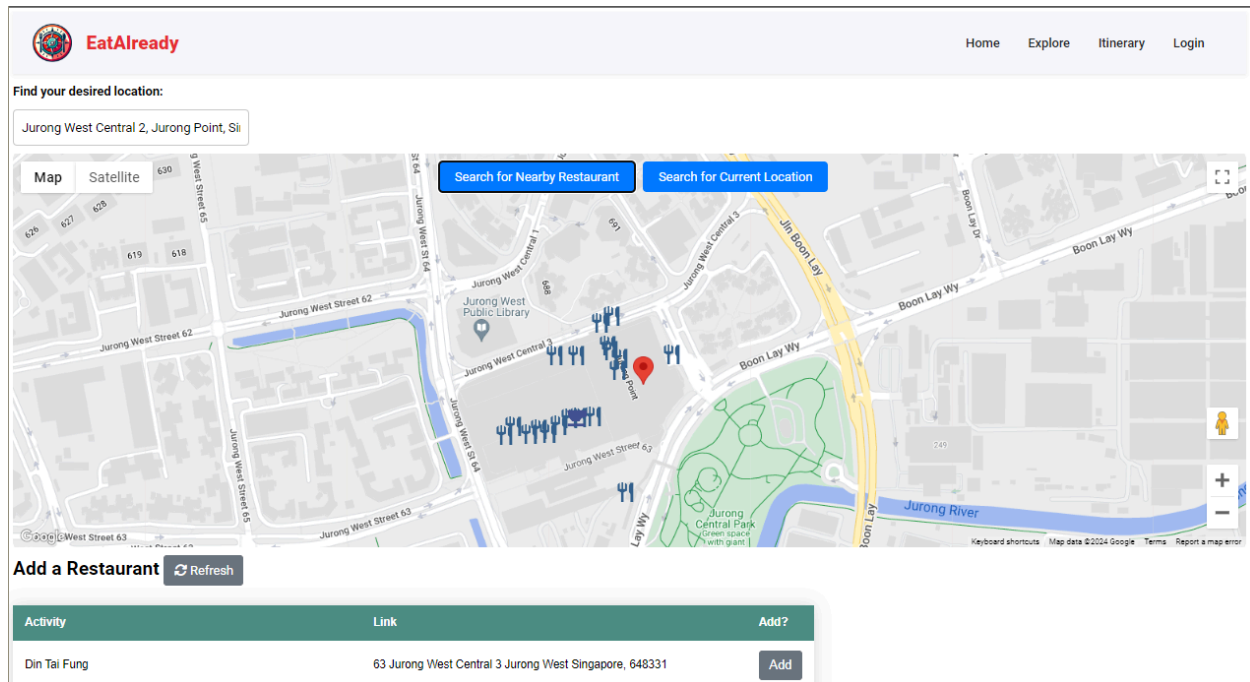 EatAlready
Home Explore Itinerary Login
Find your desired location:
Jurong West Central 2, Jurong Point, Si
Map Satellite
Search for Nearby Restaurant
Search for Current Location
630
628
627
626
619
618
Jurong West Street 65
Jurong West St 64
Jurong West Central 1
691
688
Jurong West Central 3
Jln Boon Lay
Boon Lay Dr
Boon Lay Wy
Boon Lay Wy
Jurong West Street 62
Jurong West Street 62
Jurong West
Public Library
Jurong West Central 3
Boon Lay Wy
Jurong Point
Jurong West St 64
Jurong West Street 65
Jurong West Street 63
249
Jurong River
Jurong
Central Park
Green space
with giant
Lay Wy
Boon Lay
Jurong West Street 63
Google
West Street 63
Keyboard shortcuts Map data ©2024 Google Terms Report a map error
Add a Restaurant Refresh
Activity Link Add?
Din Tai Fung 63 Jurong West Central 3 Jurong West Singapore, 648331 Add